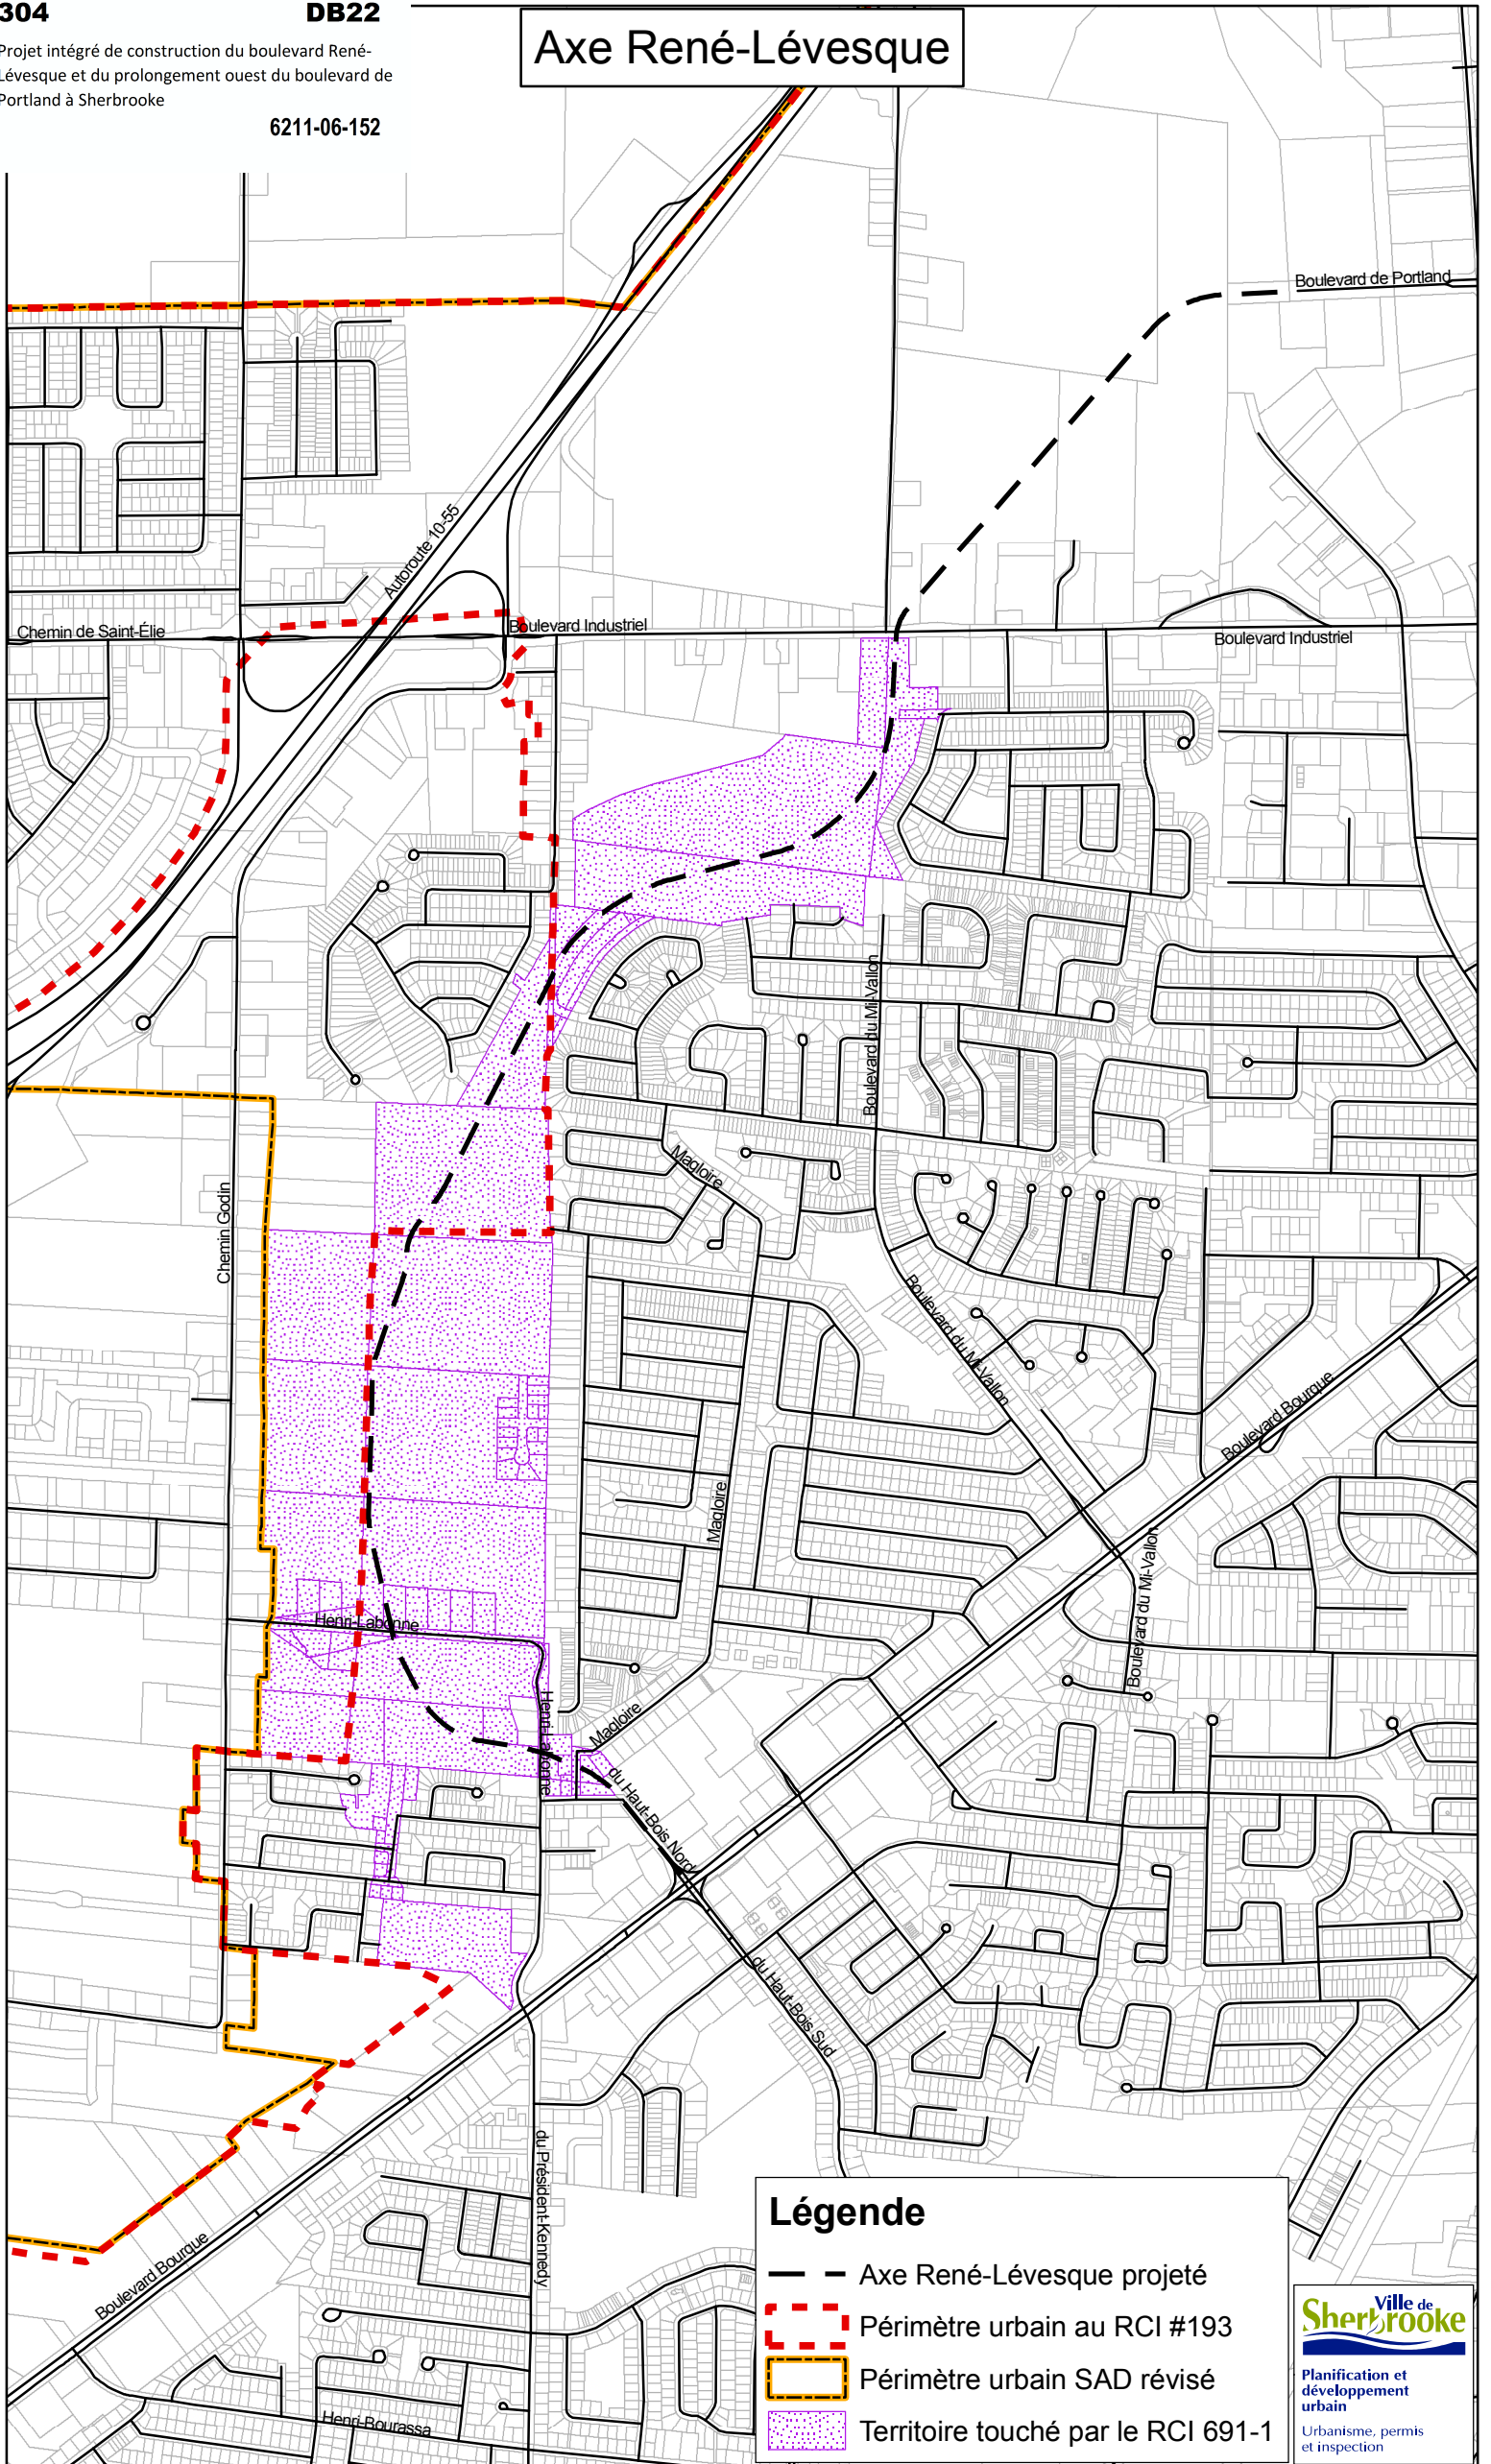 304 DB22
Projet intégré de construction du boulevard René-
Lévesque et du prolongement ouest du boulevard de
Portland à Sherbrooke
6211-06-152
Axe René-Lévesque
Boulevard de Portland
Autoroute 10-55
Chemin de Saint-Élie
Boulevard Industriel
Boulevard Industriel
Boulevard du Mi-Vallon
Magloire
Chemin Godin
Boulevard du Mi-Vallon
Boulevard Bourque
Magloire
Boulevard du Mi-Vallon
Henri-Labonne
Henri-Labonne
Magloire
du Haut-Bois Nord
du Haut-Bois Sud
du Président-Kennedy
Boulevard Bourque
Henri-Bourassa
Légende
Axe René-Lévesque projeté
Périmètre urbain au RCI #193
Périmètre urbain SAD révisé
Territoire touché par le RCI 691-1
Ville de
Sherbrooke
Planification et
développement
urbain
Urbanisme, permis
et inspection